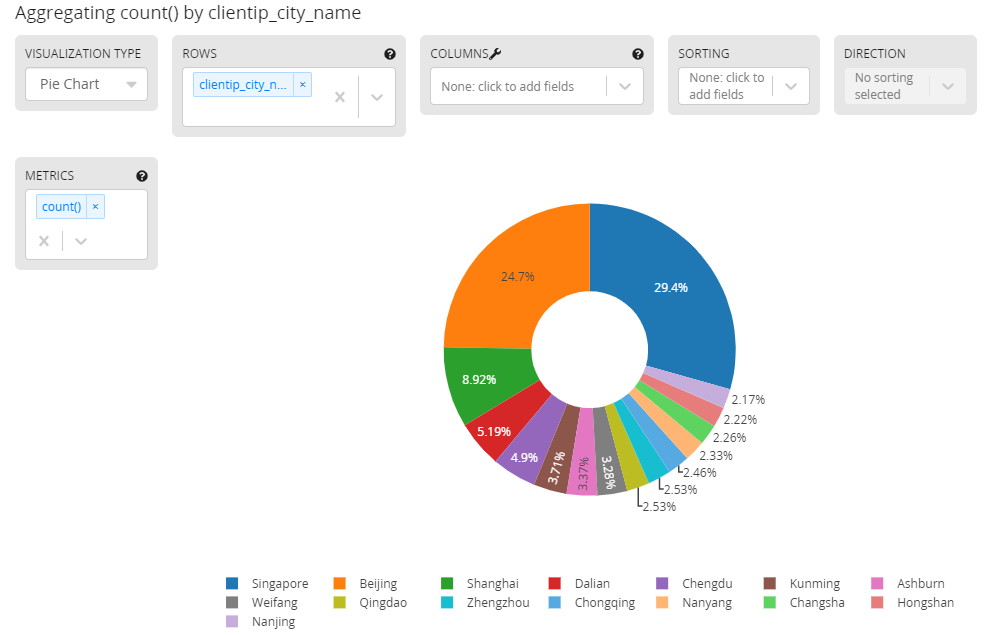 Aggregating count() by clientip_city_name
VISUALIZATION TYPE
Pie Chart
ROWS
clientip_city_n... ×
COLUMNS
None: click to add fields
SORTING
None: click to
add fields
DIRECTION
No sorting
selected
METRICS
count() ×
29.4%
24.7%
8.92%
5.19%
4.9%
3.71%
3.37%
3.28%
2.53%
2.53%
2.46%
2.33%
2.26%
2.22%
2.17%
Singapore Beijing Shanghai Dalian Chengdu Kunming Ashburn
Weifang Qingdao Zhengzhou Chongqing Nanyang Changsha Hongshan
Nanjing